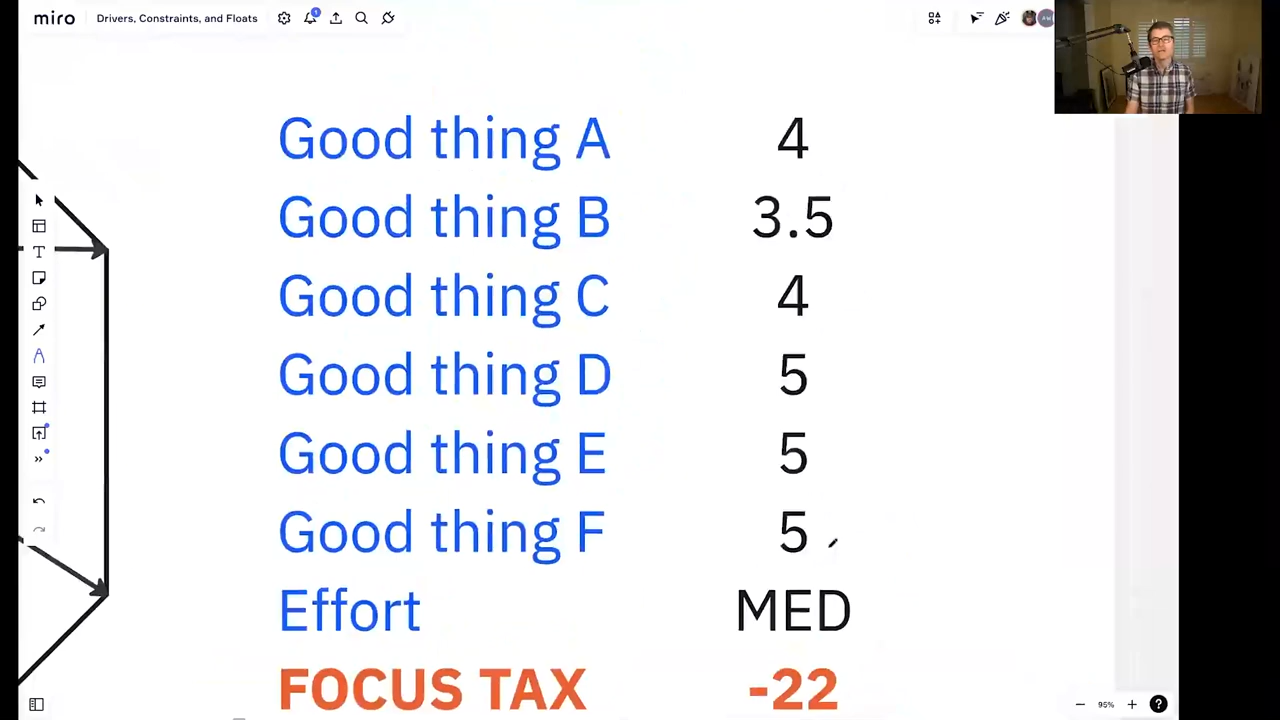 miro Drivers, Constraints, and Floats 1
Good thing A 4
Good thing B 3.5
Good thing C 4
Good thing D 5
Good thing E 5
Good thing F 5
Effort MED
FOCUS TAX -22
95%